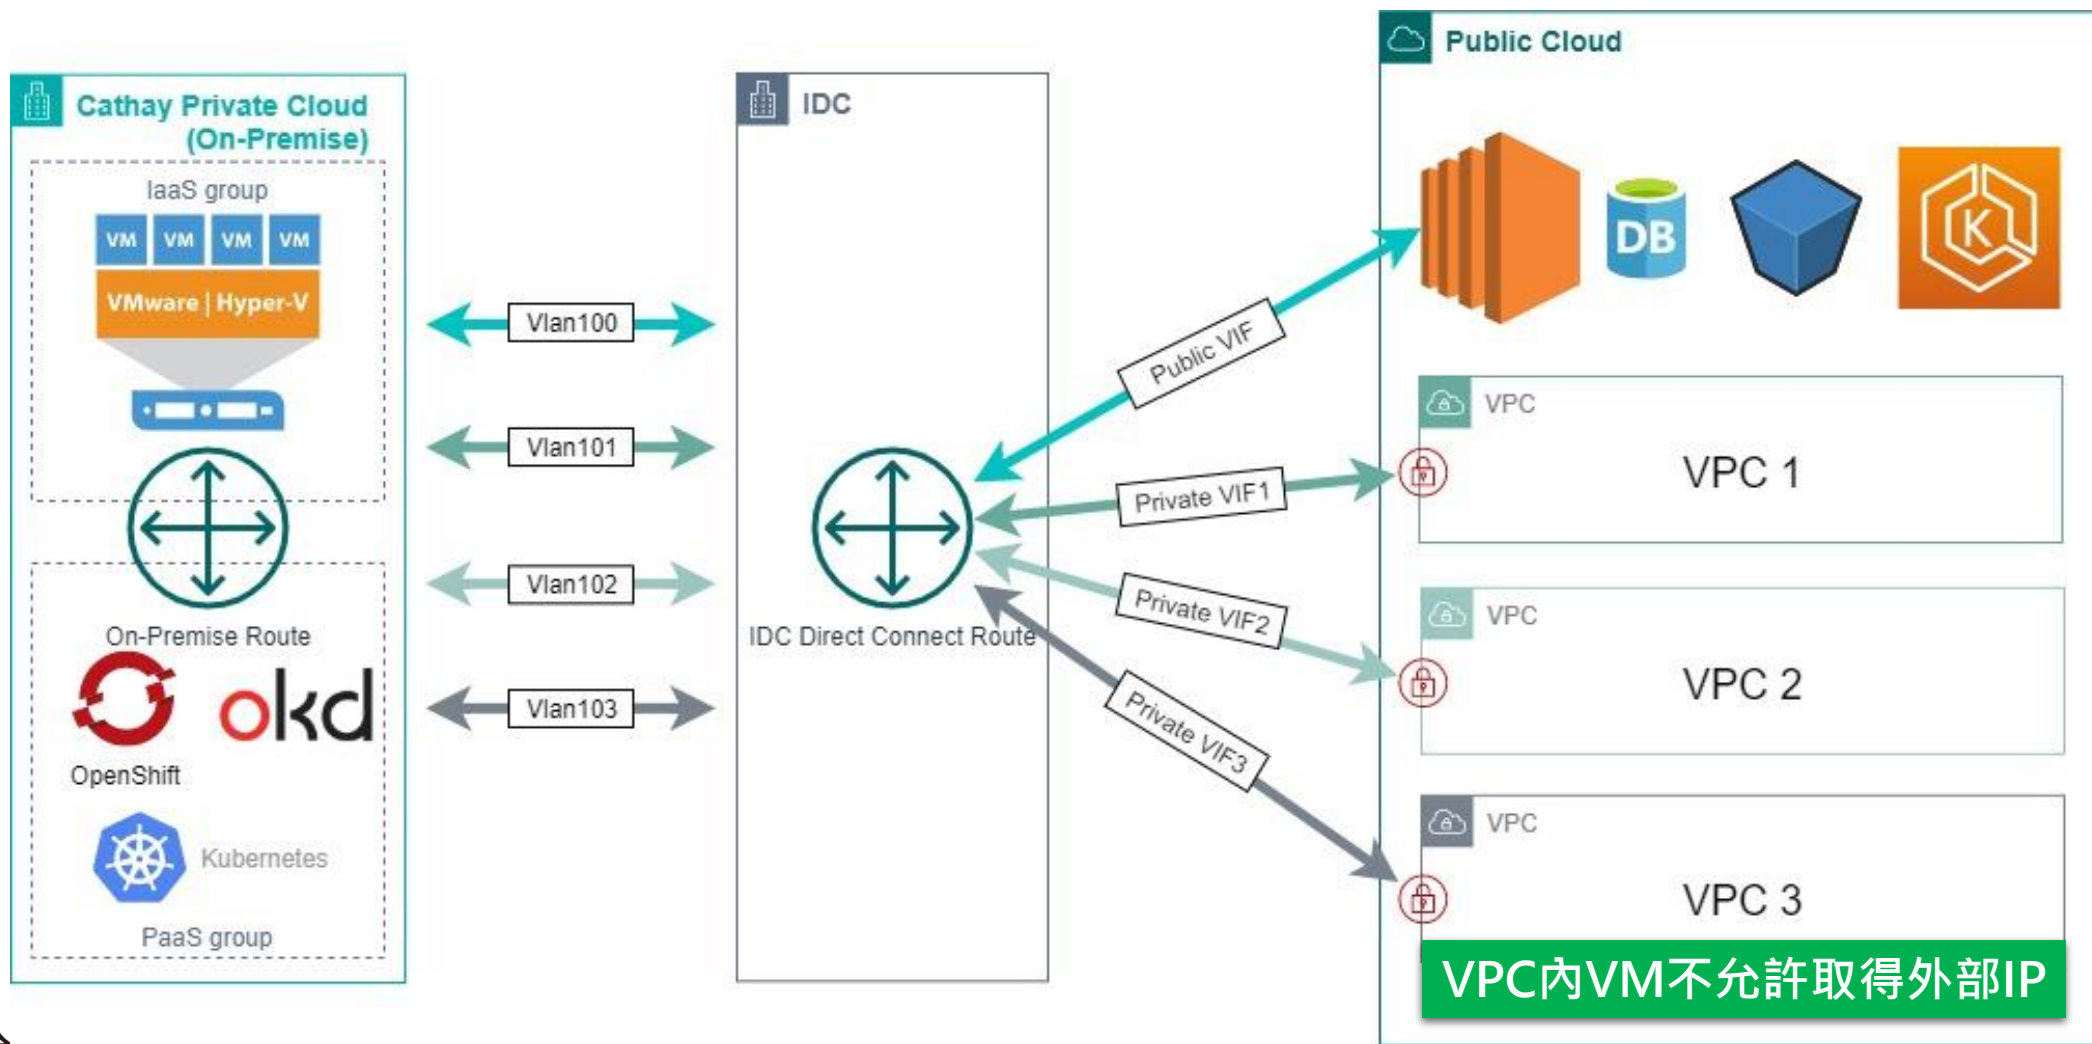 Cathay Private Cloud
(On-Premise)
IaaS group
VM VM VM VM
VMware | Hyper-V
On-Premise Route
okd
OpenShift
Kubernetes
PaaS group
Vlan100
Vlan101
Vlan102
Vlan103
IDC
IDC Direct Connect Route
Public VIF
Private VIF1
Private VIF2
Private VIF3
Public Cloud
DB
K
VPC
VPC 1
VPC
VPC 2
VPC
VPC 3
VPC內VM不允許取得外部IP